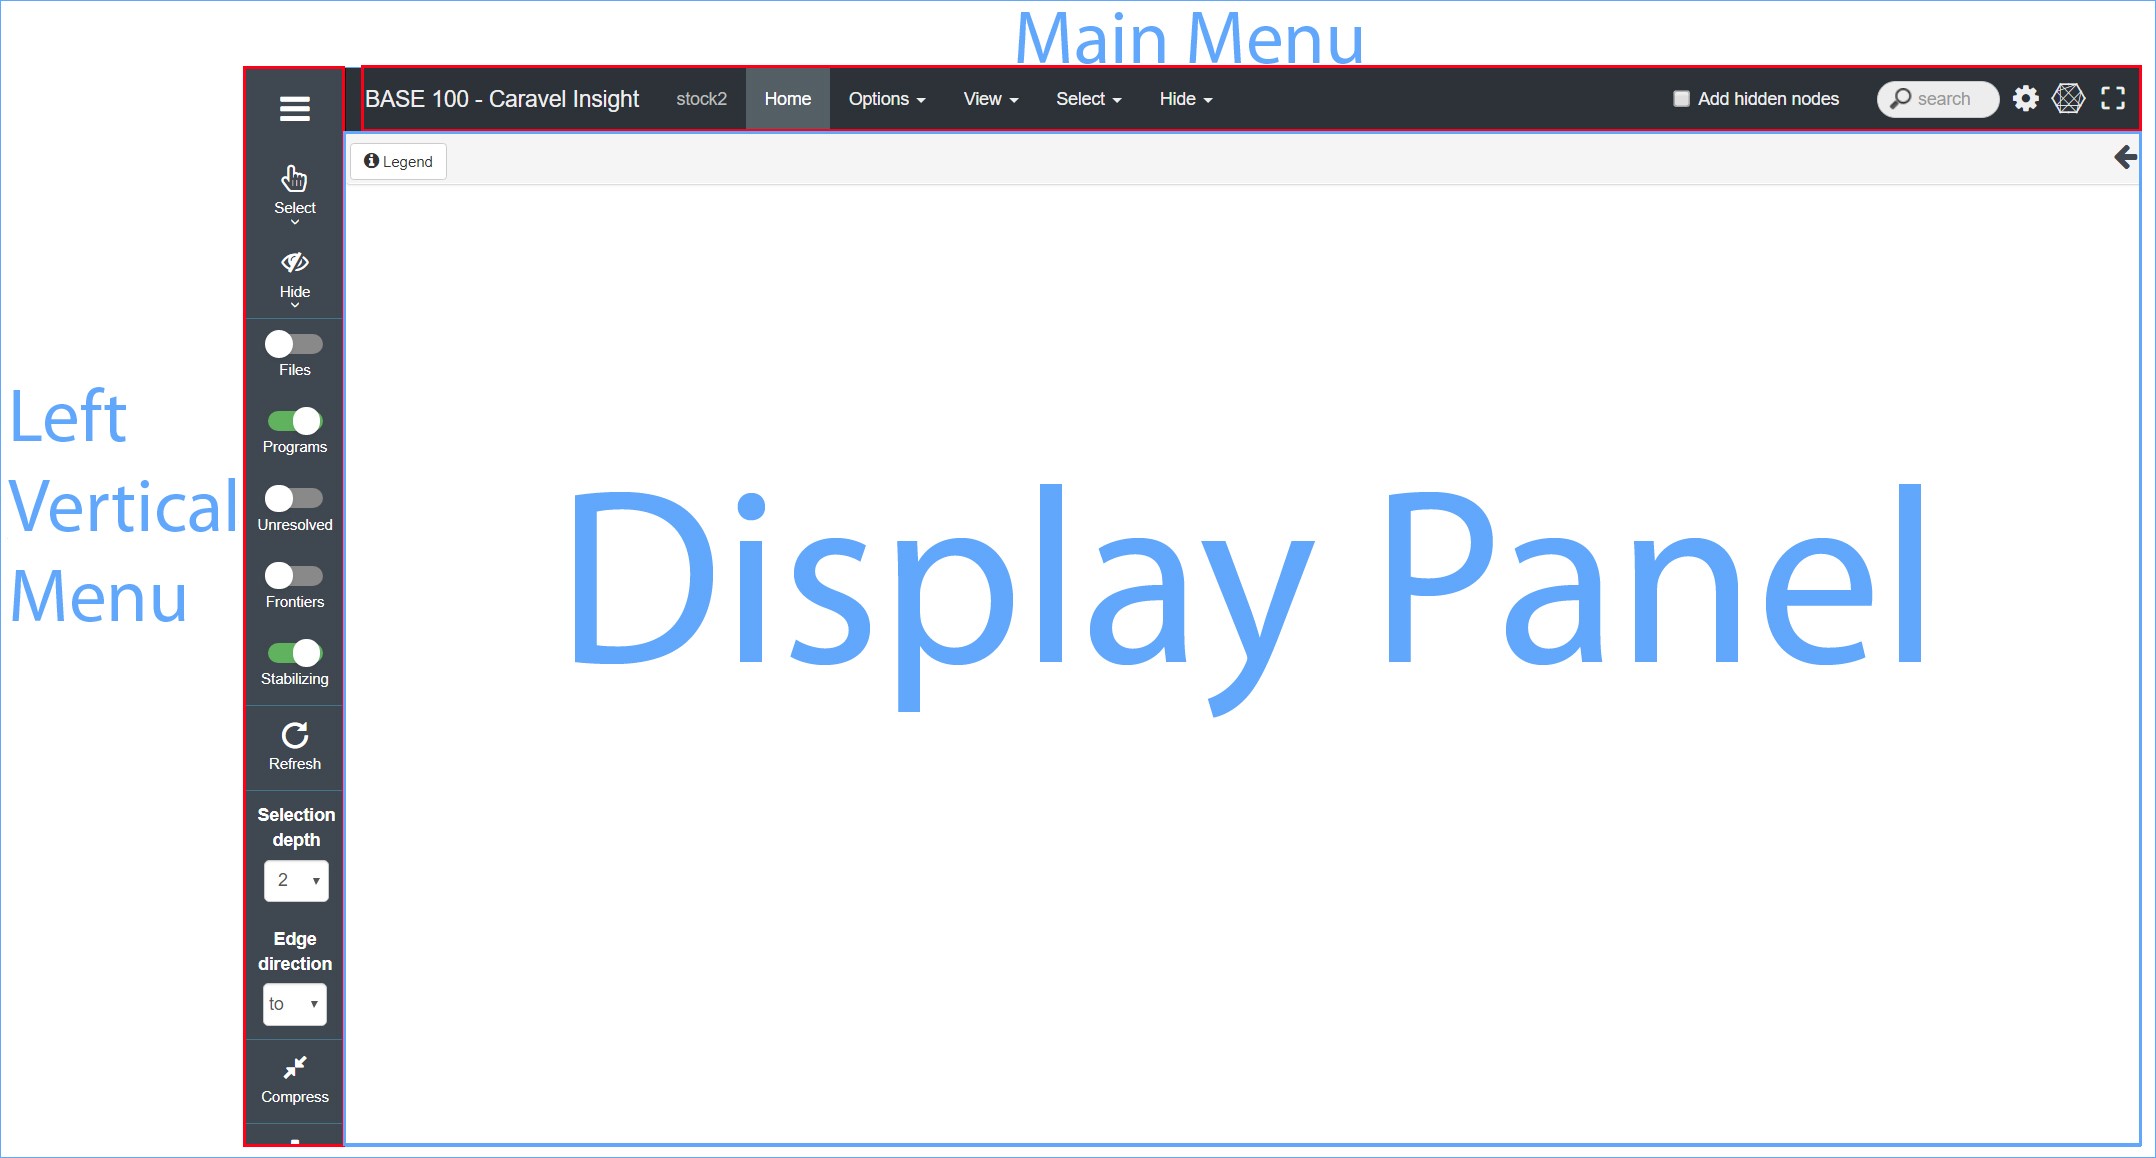 Main Menu
BASE 100 - Caravel Insight stock2 Home Options View Select Hide Add hidden nodes search
Legend
Select
Hide
Files
Programs
Unresolved
Frontiers
Stabilizing
Refresh
Selection
depth
2
Edge
direction
to
Compress
Left
Vertical
Menu
Display Panel